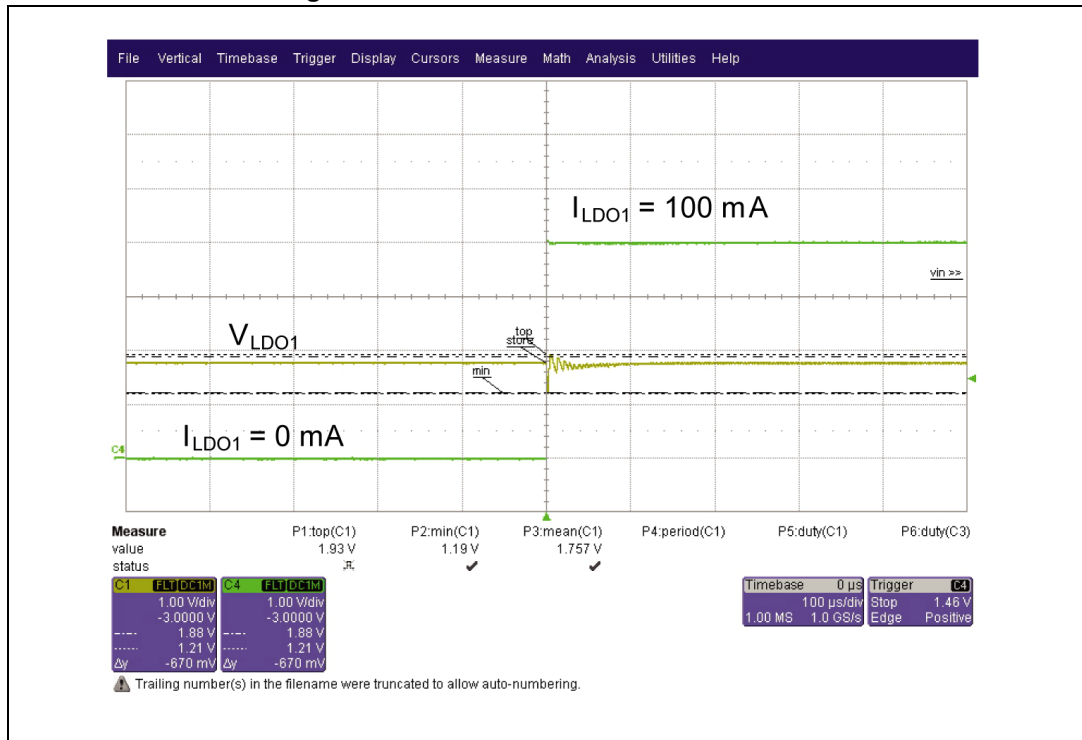 File Vertical Timebase Trigger Display Cursors Measure Math Analysis Utilities Help
I LDO1 = 100 mA
vin >>
V LDO1
top
store
min
I LDO1 = 0 mA
C4
Measure P1:top(C1) P2:min(C1) P3:mean(C1) P4:period(C1) P5:duty(C1) P6:duty(C3)
value 1.93 V 1.19 V 1.757 V
status
C1 FLT DC1M C4 FLT DC1M Timebase 0 µs Trigger C4
1.00 V/div 1.00 V/div 100 µs/div Stop 1.46 V
-3.0000 V -3.0000 V 1.00 MS 1.0 GS/s Edge Positive
1.88 V 1.88 V
1.21 V 1.21 V
Δy -670 mV Δy -670 mV
Trailing number(s) in the filename were truncated to allow auto-numbering.